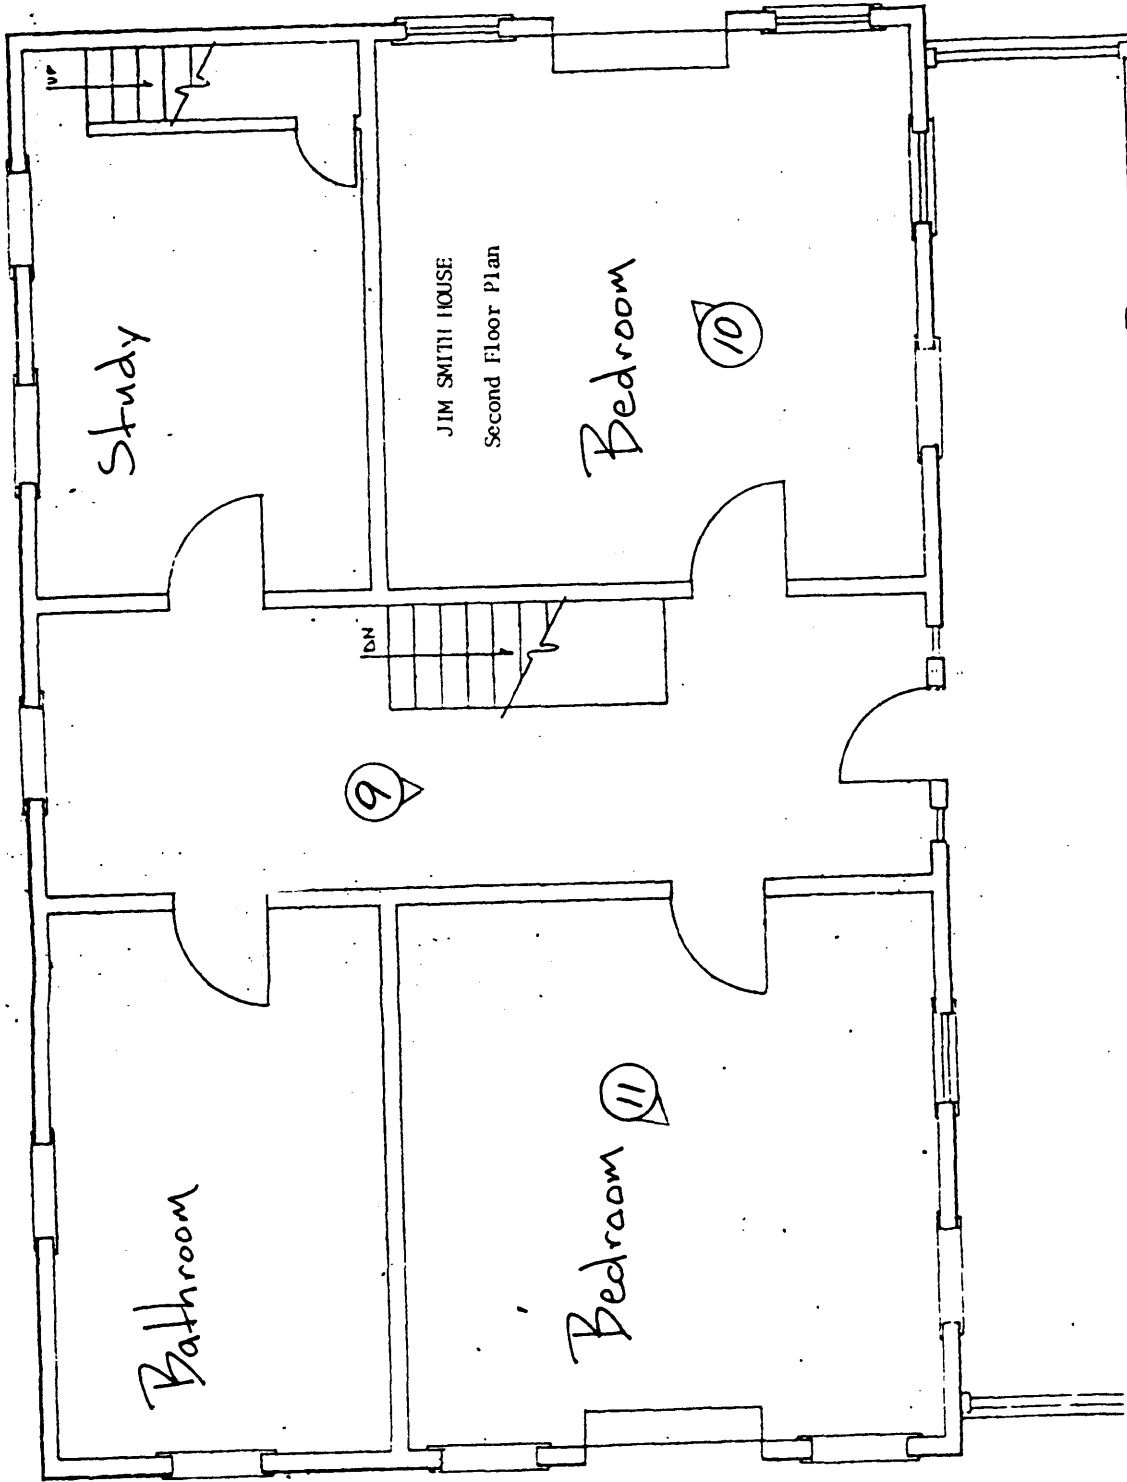 Bathroom
Study
UP
9
DN
Bedroom
11
JIM SMITH HOUSE
Second Floor Plan
Bedroom
10